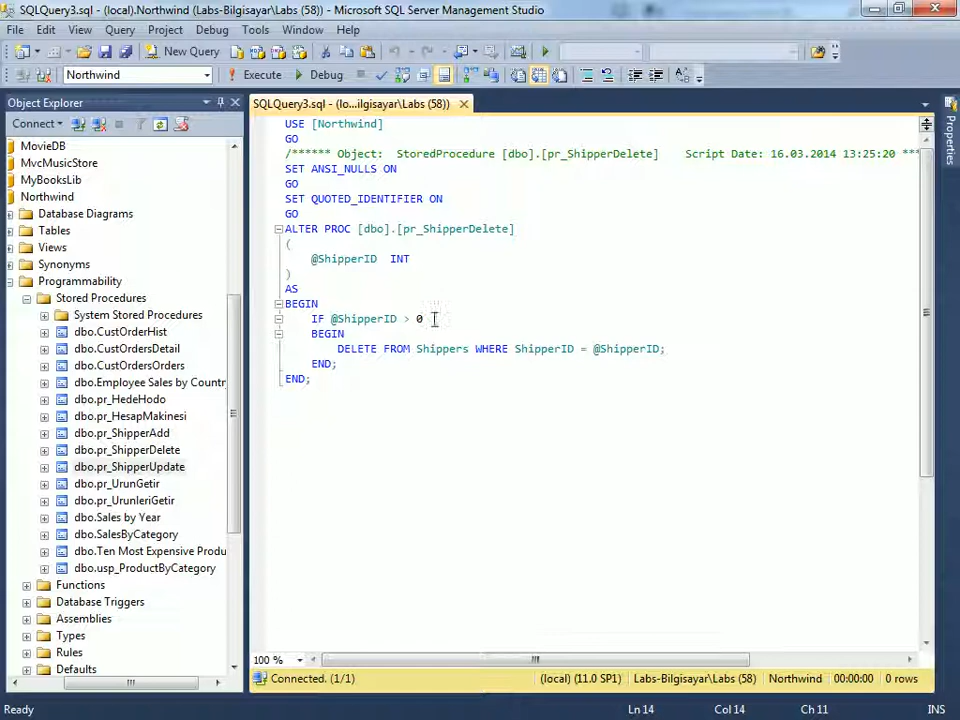 SQLQuery3.sql - (local).Northwind (Labs-Bilgisayar\Labs (58)) - Microsoft SQL Server Management Studio
File Edit View Query Project Debug Tools Window Help
New Query
Northwind Execute Debug
Object Explorer
Connect
MovieDB
MvcMusicStore
MyBooksLib
Northwind
Database Diagrams
Tables
Views
Synonyms
Programmability
Stored Procedures
System Stored Procedures
dbo.CustOrderHist
dbo.CustOrdersDetail
dbo.CustOrdersOrders
dbo.Employee Sales by Countr
dbo.pr_HedeHodo
dbo.pr_HesapMakinesi
dbo.pr_ShipperAdd
dbo.pr_ShipperDelete
dbo.pr_ShipperUpdate
dbo.pr_UrunGetir
dbo.pr_UrunleriGetir
dbo.Sales by Year
dbo.SalesByCategory
dbo.Ten Most Expensive Produ
dbo.usp_ProductByCategory
Functions
Database Triggers
Assemblies
Types
Rules
Defaults
SQLQuery3.sql - (lo...ilgisayar\Labs (58))
USE [Northwind]
GO
/****** Object:  StoredProcedure [dbo].[pr_ShipperDelete]    Script Date: 16.03.2014 13:25:20 ***
SET ANSI_NULLS ON
GO
SET QUOTED_IDENTIFIER ON
GO
ALTER PROC [dbo].[pr_ShipperDelete]
(
@ShipperID  INT
)
AS
BEGIN
IF @ShipperID > 0
BEGIN
DELETE FROM Shippers WHERE ShipperID = @ShipperID;
END;
END;
100 %
Connected. (1/1) (local) (11.0 SP1) Labs-Bilgisayar\Labs (58) Northwind 00:00:00 0 rows
Properties
Ready Ln 14 Col 14 Ch 11 INS